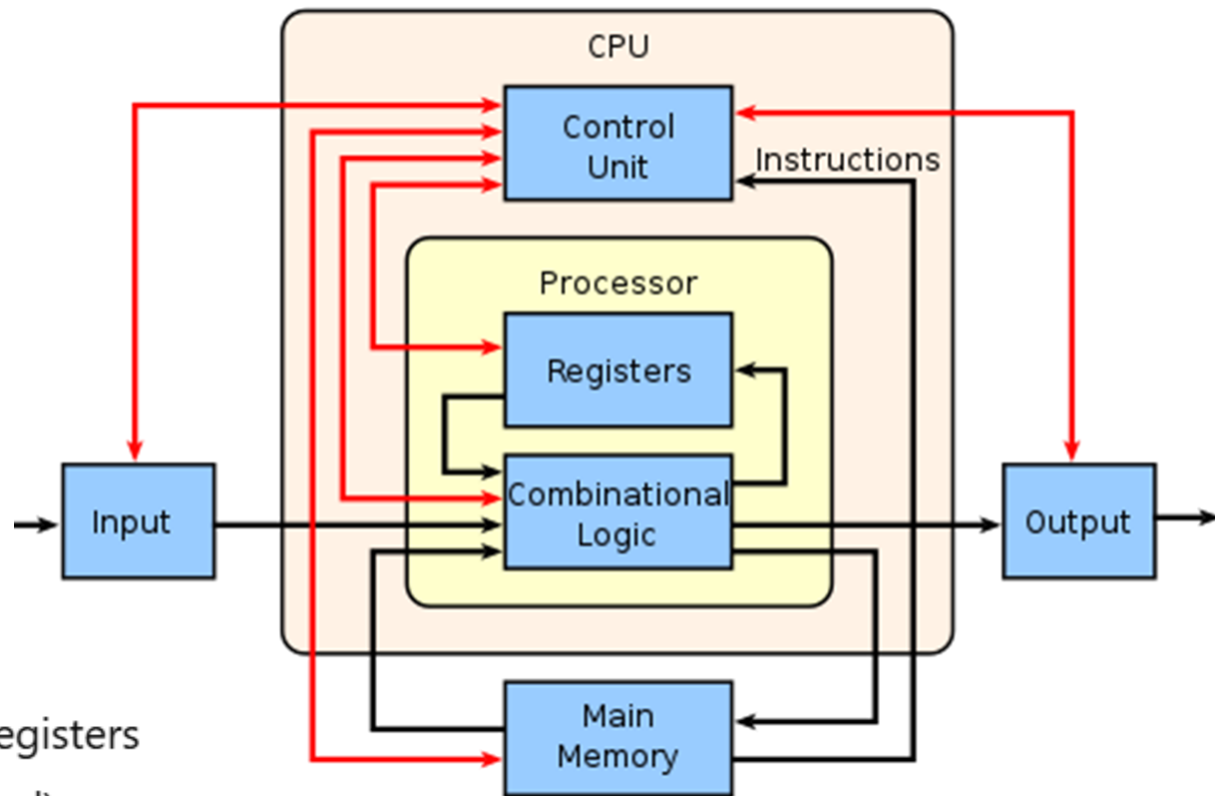 CPU
Control
Unit
Instructions
Processor
Registers
Combinational
Logic
Input
Output
Main
Memory
egisters